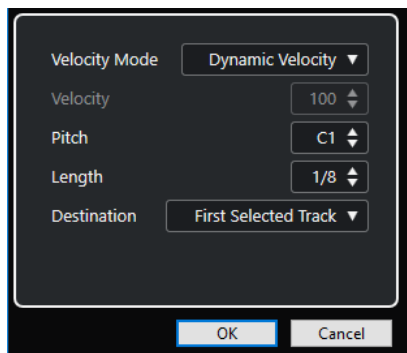 Velocity Mode Dynamic Velocity
Velocity 100
Pitch C1
Length 1/8
Destination First Selected Track
OK Cancel